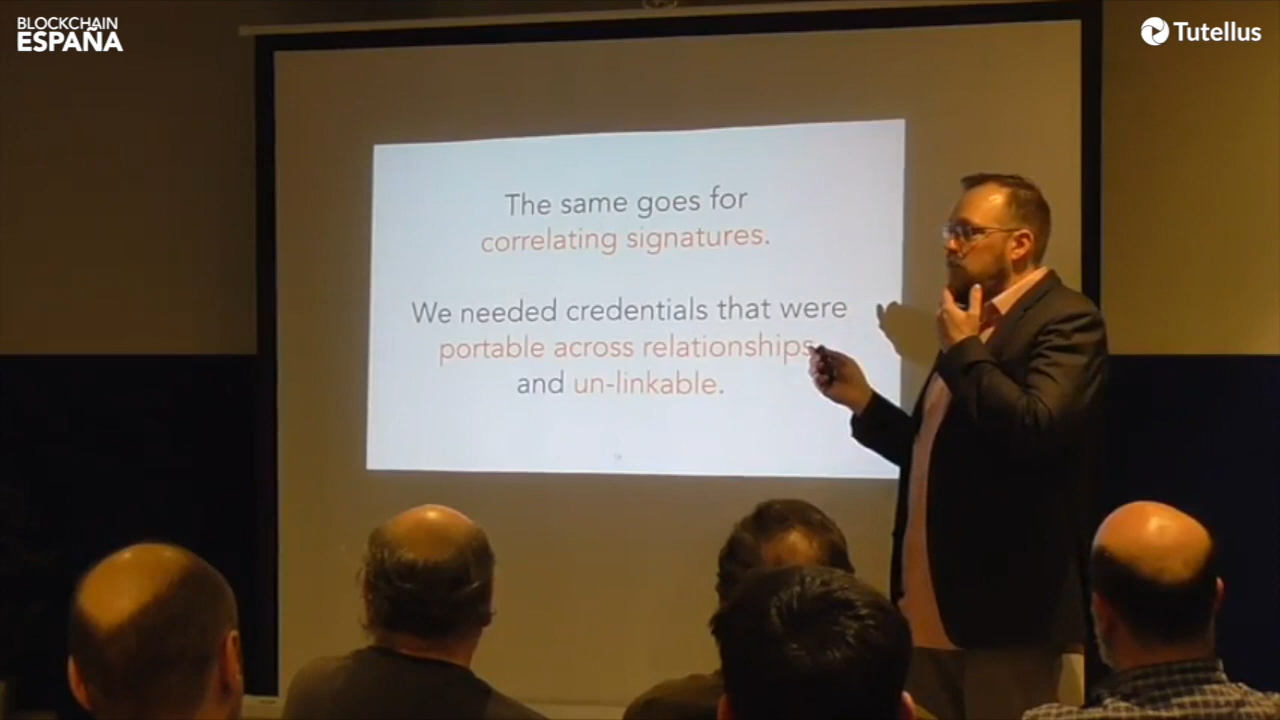 BLOCKCHAIN
ESPAÑA
Tutellus
The same goes for
correlating signatures.
We needed credentials that were
portable across relationships
and un-linkable.